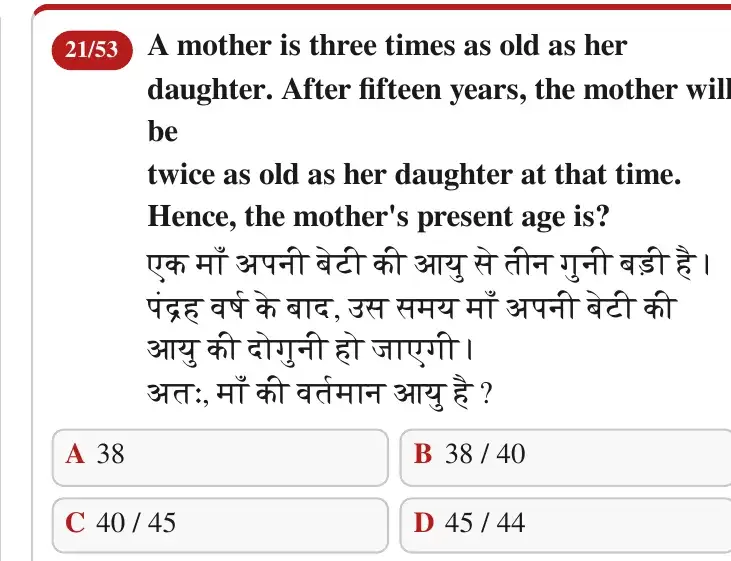 21/53 A mother is three times as old as her
daughter. After fifteen years, the mother will
be
twice as old as her daughter at that time.
Hence, the mother's present age is?
एक माँ अपनी बेटी की आयु से तीन गुनी बड़ी है।
पंद्रह वर्ष के बाद, उस समय माँ अपनी बेटी की
आयु की दोगुनी हो जाएगी।
अतः, माँ की वर्तमान आयु है ?
A 38
B 38 / 40
C 40 / 45
D 45 / 44